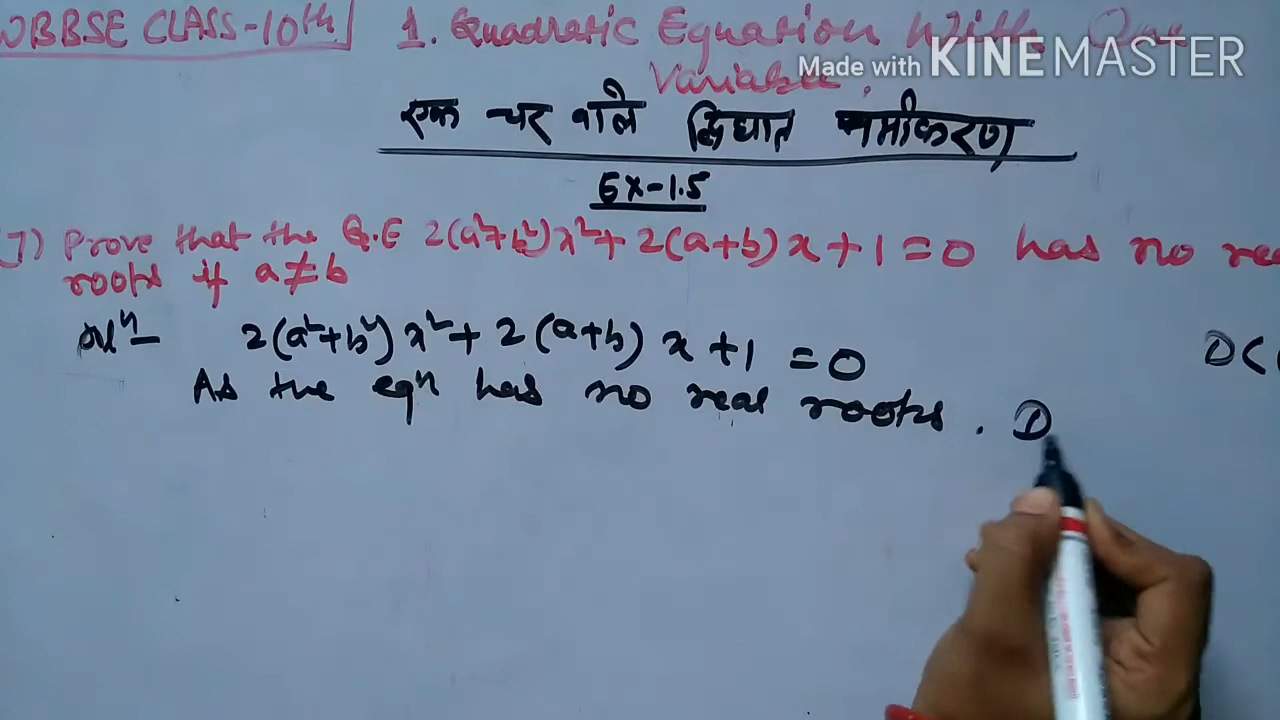 WBBSE CLASS-10th 1. Quadratic Equation With One
Variable.
Made with KINEMASTER
एक चर वाले द्विघात समीकरण
Ex-1.5
7) Prove that the Q.E 2(a²+b²)x²+2(a+b)x+1=0 has no rea
roots if a≠b
Solⁿ- 2(a²+b²)x²+2(a+b)x+1=0
D<
As the eqⁿ has no real roots. D